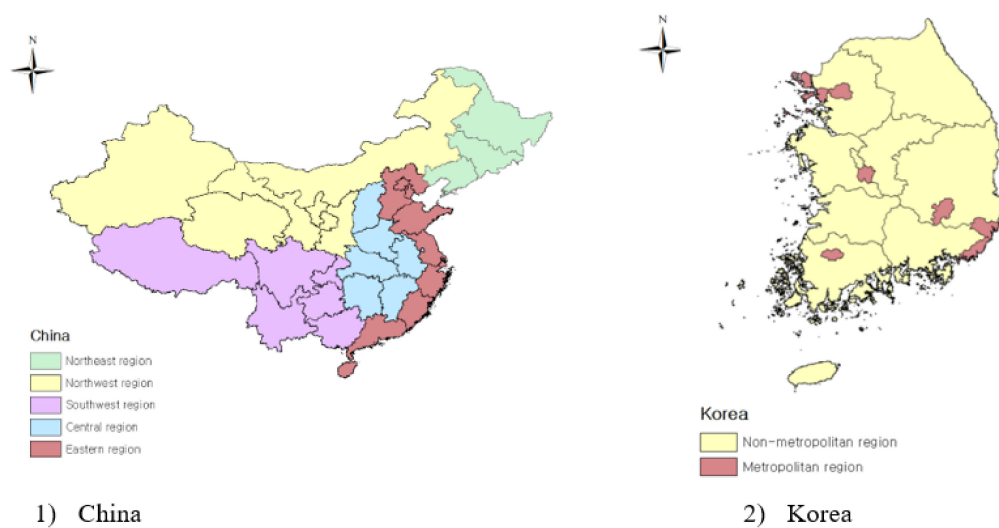 N
China
Northeast region
Northwest region
Southwest region
Central region
Eastern region
1) China
N
Korea
Non-metropolitan region
Metropolitan region
2) Korea